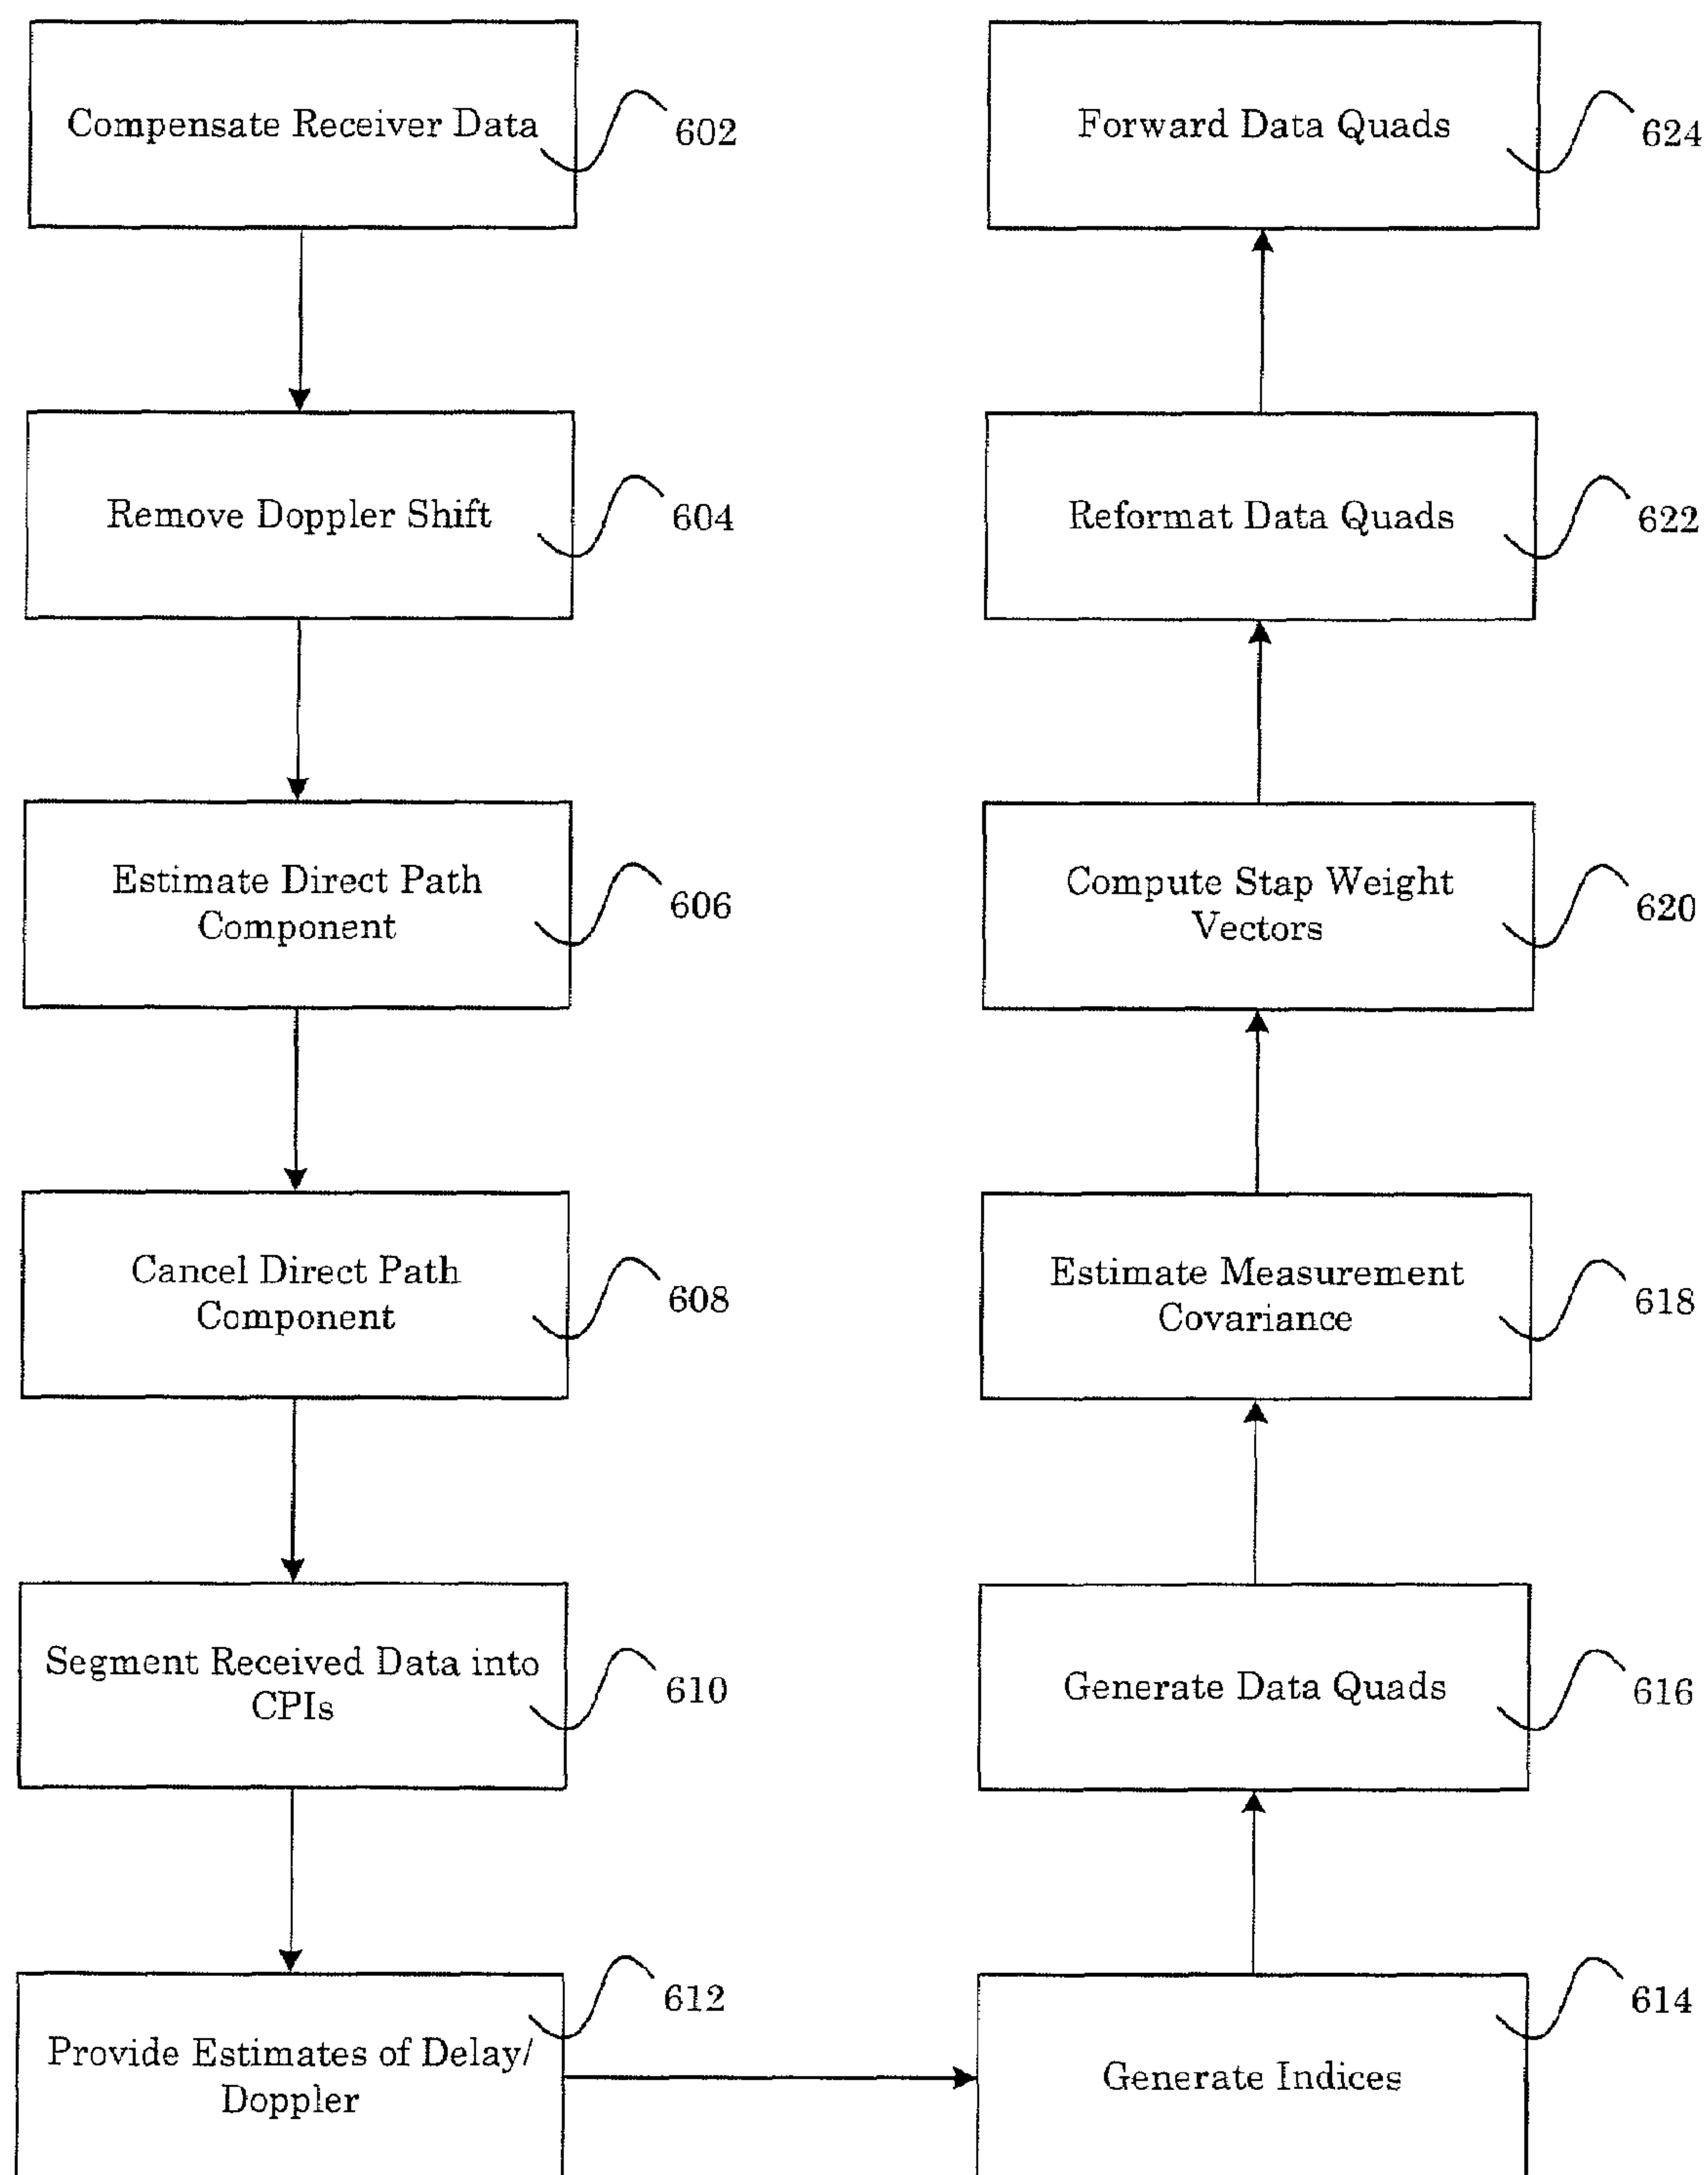 Compensate Receiver Data
602
Remove Doppler Shift
604
Estimate Direct Path
Component
606
Cancel Direct Path
Component
608
Segment Received Data into
CPIs
610
Provide Estimates of Delay/
Doppler
612
Generate Indices
614
Generate Data Quads
616
Estimate Measurement
Covariance
618
Compute Stap Weight
Vectors
620
Reformat Data Quads
622
Forward Data Quads
624